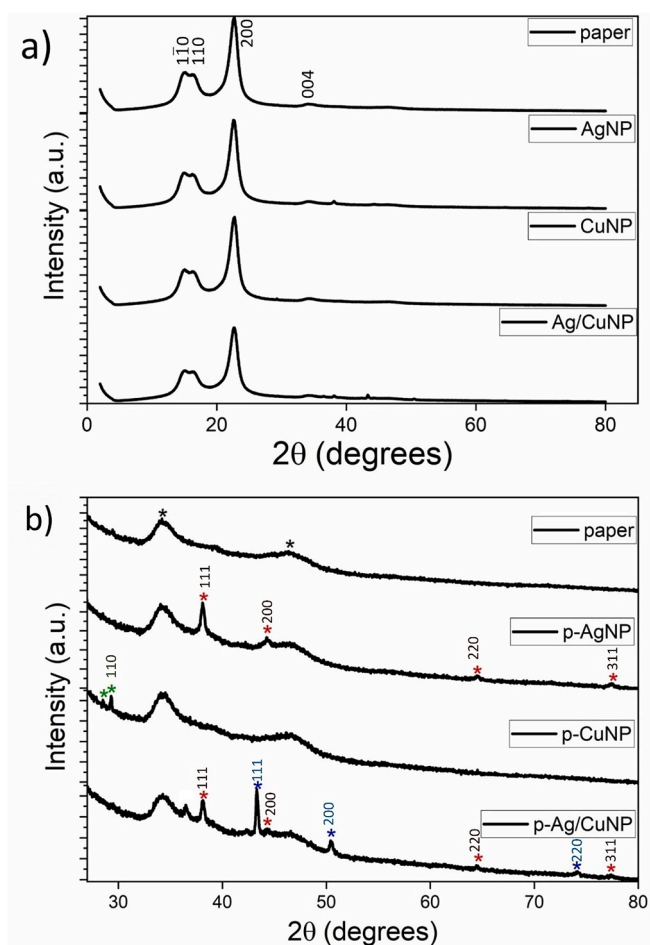 a)
1̄10
110
200
004
paper
AgNP
CuNP
Ag/CuNP
Intensity (a.u.)
0 20 40 60 80
2θ (degrees)
b)
* *
paper
111
*
200
*
220
*
311
*
p-AgNP
* * 110
p-CuNP
*111
*111
*200
*200
220
*
*220
*311
p-Ag/CuNP
Intensity (a.u.)
30 40 50 60 70 80
2θ (degrees)